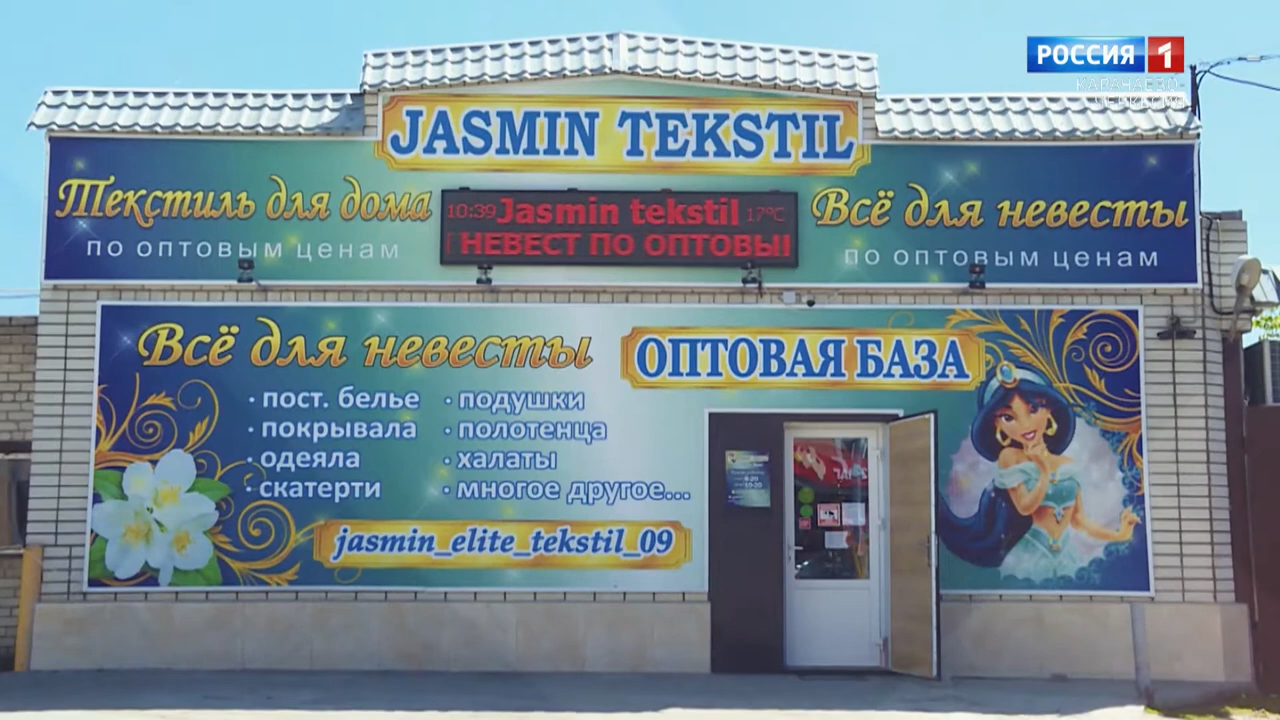 РОССИЯ 1
КАРАЧАЕВО-
ЧЕРКЕСИЯ
JASMIN TEKSTIL
Текстиль для дома
по оптовым ценам
10:39 Jasmin tekstil 17°C
НЕВЕСТ ПО ОПТОВЫ
Всё для невесты
по оптовым ценам
Всё для невесты
· пост. белье
· покрывала
· одеяла
· скатерти
· подушки
· полотенца
· халаты
· многое другое...
jasmin_elite_tekstil_09
ОПТОВАЯ БАЗА